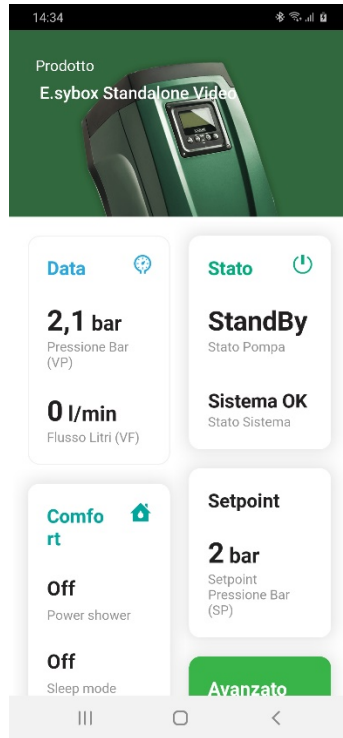 14:34
Prodotto
E.sybox Standalone Video
Data
2,1 bar
Pressione Bar
(VP)
0 l/min
Flusso Litri (VF)
Stato
StandBy
Stato Pompa
Sistema OK
Stato Sistema
Comfo
rt
Off
Power shower
Off
Sleep mode
Setpoint
2 bar
Setpoint
Pressione Bar
(SP)
Avanzato